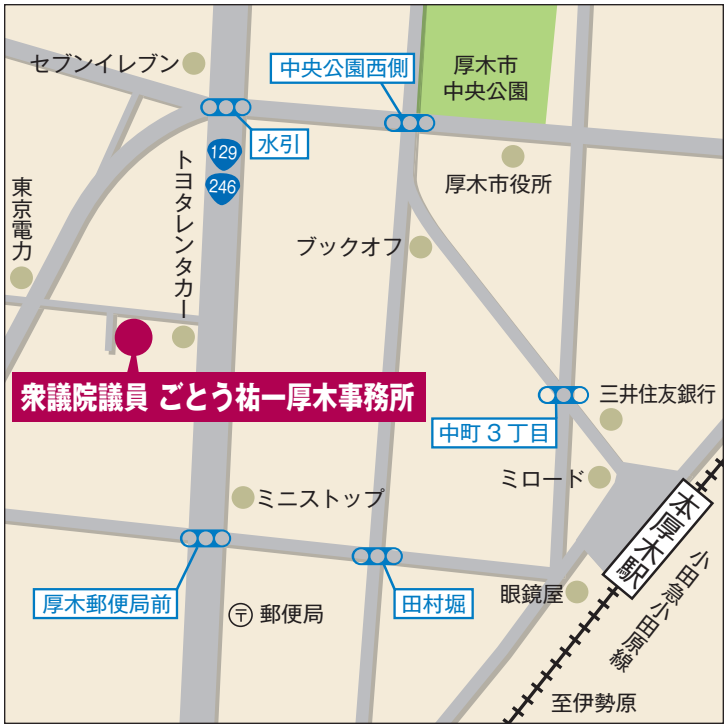 セブンイレブン
中央公園西側
厚木市
中央公園
水引
129
246
厚木市役所
東京電力
トヨタレンタカー
ブックオフ
衆議院議員 ごとう祐一厚木事務所
三井住友銀行
中町3丁目
ミロード
ミニストップ
本厚木駅
小田急小田原線
厚木郵便局前
〒 郵便局
田村堀
眼鏡屋
至伊勢原